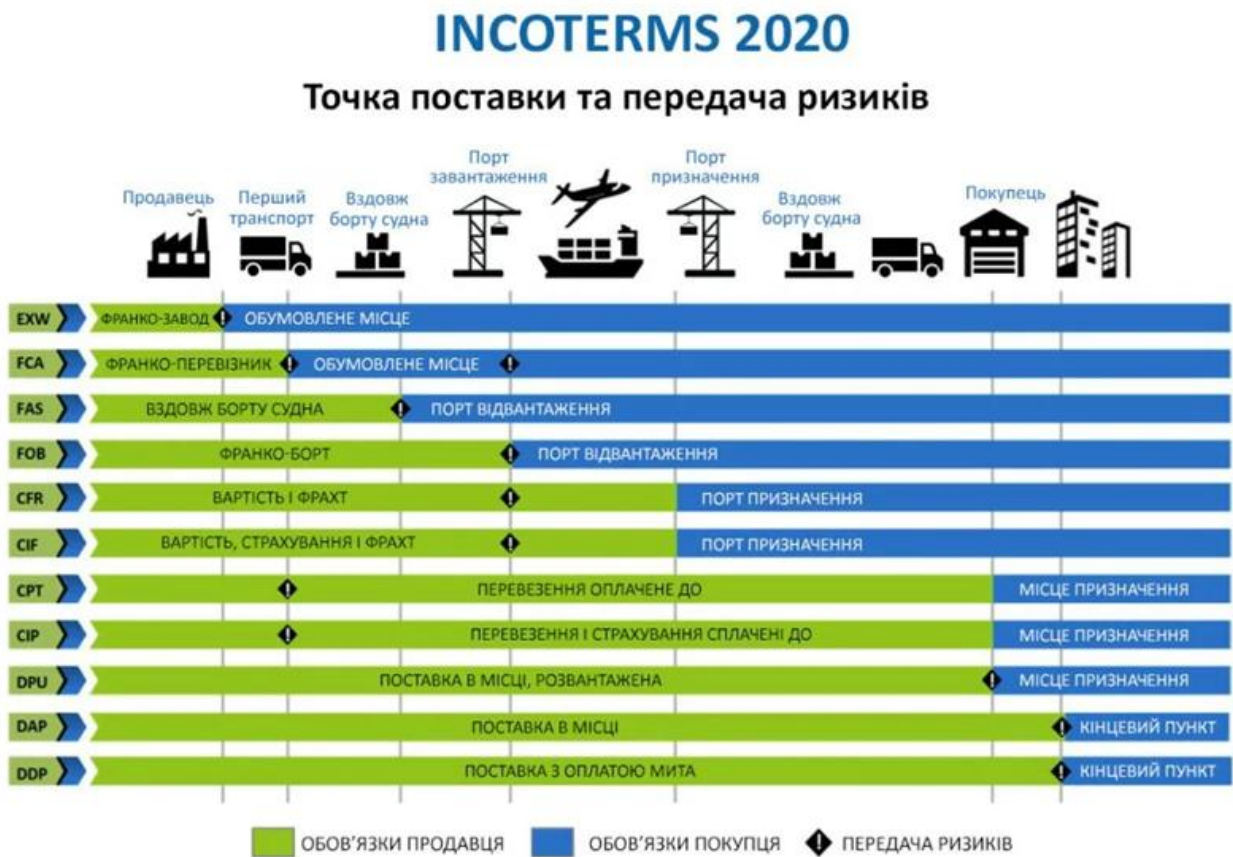 INCOTERMS 2020
Точка поставки та передача ризиків
Продавець
Перший
транспорт
Вздовж
борту судна
Порт
завантаження
Порт
призначення
Вздовж
борту судна
Покупець
EXW ФРАНКО-ЗАВОД ОБУМОВЛЕНЕ МІСЦЕ
FCA ФРАНКО-ПЕРЕВІЗНИК ОБУМОВЛЕНЕ МІСЦЕ
FAS ВЗДОВЖ БОРТУ СУДНА ПОРТ ВІДВАНТАЖЕННЯ
FOB ФРАНКО-БОРТ ПОРТ ВІДВАНТАЖЕННЯ
CFR ВАРТІСТЬ І ФРАХТ ПОРТ ПРИЗНАЧЕННЯ
CIF ВАРТІСТЬ, СТРАХУВАННЯ І ФРАХТ ПОРТ ПРИЗНАЧЕННЯ
CPT ПЕРЕВЕЗЕННЯ ОПЛАЧЕНЕ ДО МІСЦЕ ПРИЗНАЧЕННЯ
CIP ПЕРЕВЕЗЕННЯ І СТРАХУВАННЯ СПЛАЧЕНІ ДО МІСЦЕ ПРИЗНАЧЕННЯ
DPU ПОСТАВКА В МІСЦІ, РОЗВАНТАЖЕНА МІСЦЕ ПРИЗНАЧЕННЯ
DAP ПОСТАВКА В МІСЦІ КІНЦЕВИЙ ПУНКТ
DDP ПОСТАВКА З ОПЛАТОЮ МИТА КІНЦЕВИЙ ПУНКТ
ОБОВ'ЯЗКИ ПРОДАВЦЯ ОБОВ'ЯЗКИ ПОКУПЦЯ ПЕРЕДАЧА РИЗИКІВ